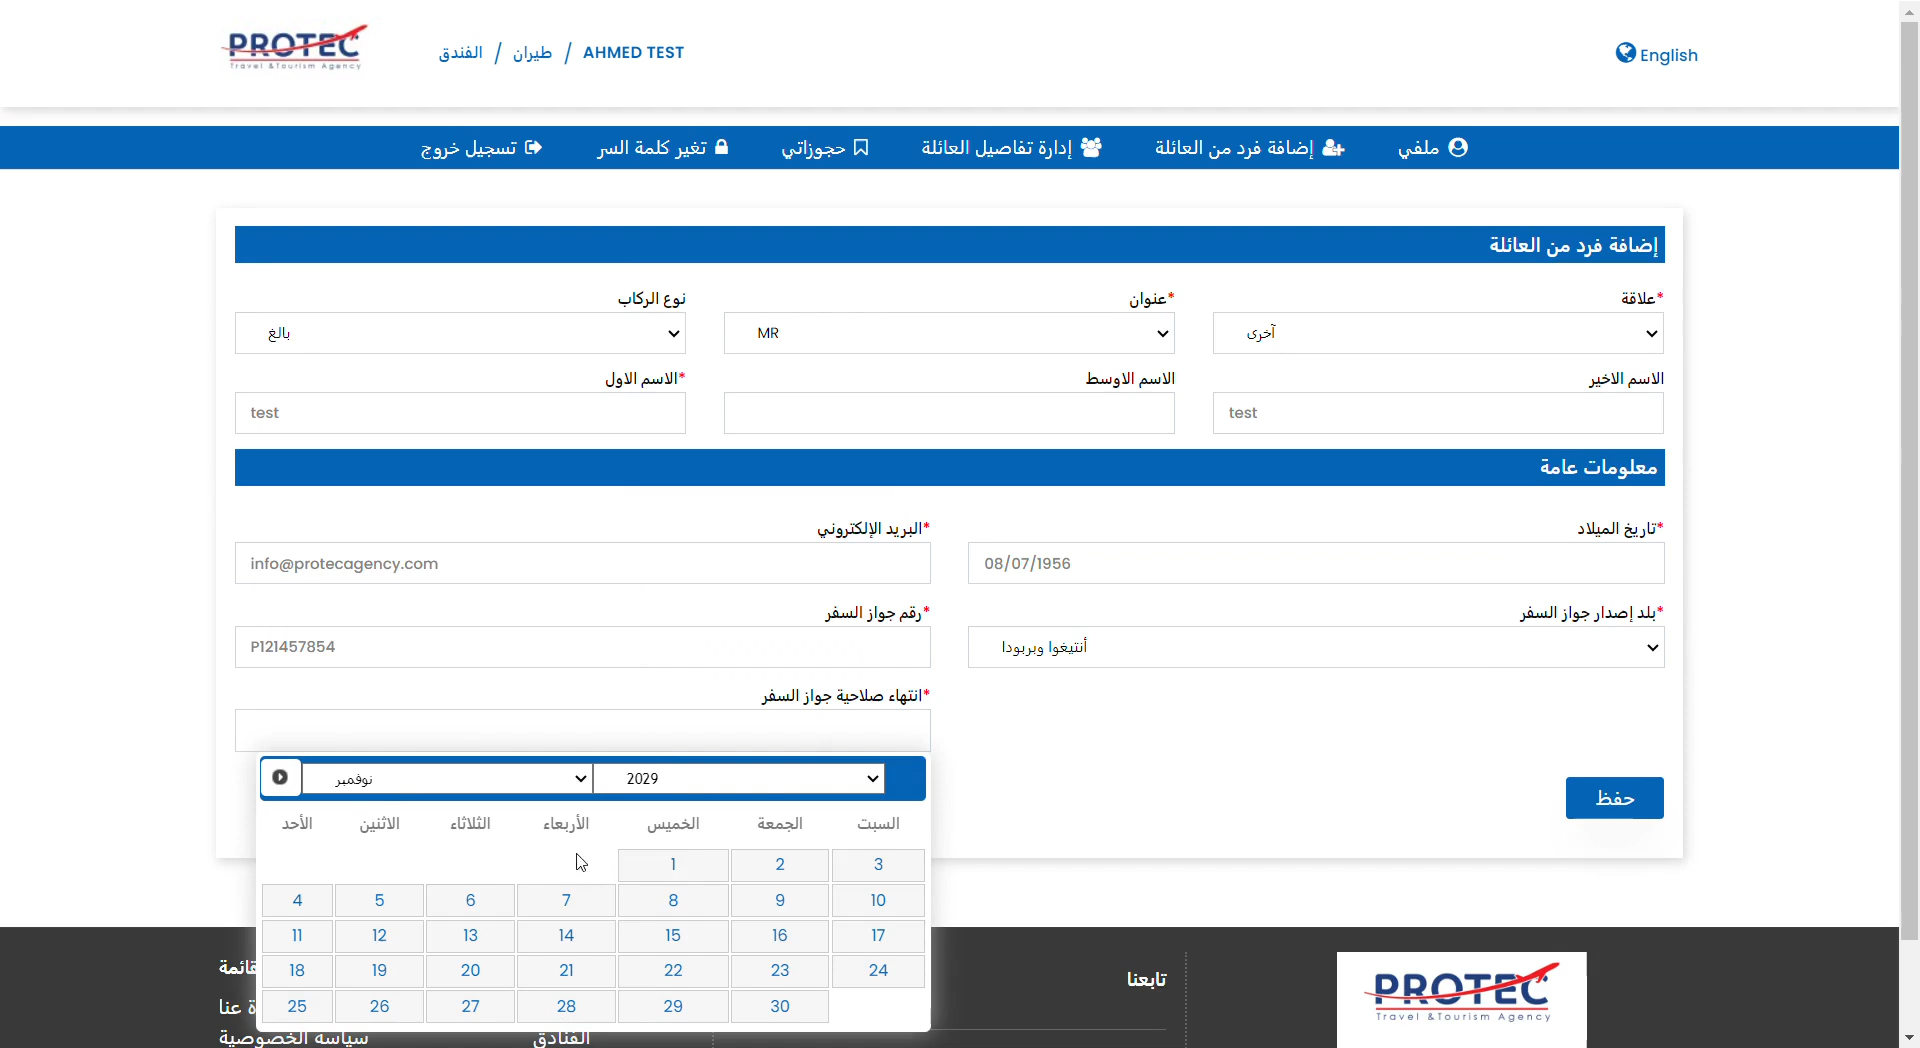 PROTEC
Travel & Tourism Agency
AHMED TEST / طيران / الفندق
English
ملفي
إضافة فرد من العائلة
إدارة تفاصيل العائلة
حجوزاتي
تغير كلمة السر
تسجيل خروج
إضافة فرد من العائلة
*علاقة
*عنوان
نوع الركاب
آخرى
MR
بالغ
الاسم الاخير
الاسم الاوسط
*الاسم الاول
test
test
معلومات عامة
*تاريخ الميلاد
*البريد الإلكتروني
08/07/1956
info@protecagency.com
*بلد إصدار جواز السفر
*رقم جواز السفر
أنتيغوا وبربودا
P121457854
*انتهاء صلاحية جواز السفر
نوفمبر 2029
حفظ
الأحد الاثنين الثلاثاء الأربعاء الخميس الجمعة السبت
1 2 3
4 5 6 7 8 9 10
11 12 13 14 15 16 17
18 19 20 21 22 23 24
25 26 27 28 29 30
تابعنا
عنا
سياسة الخصوصية
الفنادق
PROTEC
Travel & Tourism Agency